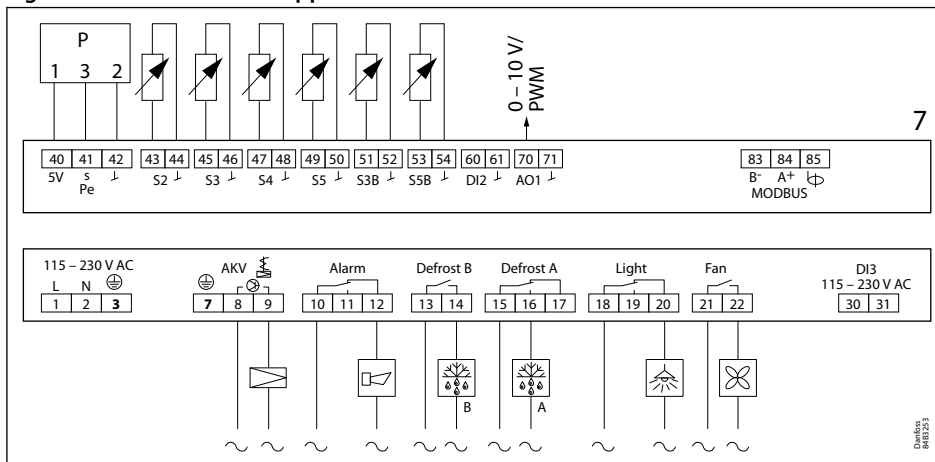 P
1 3 2
0 – 10 V/
PWM
7
40 41 42 43 44 45 46 47 48 49 50 51 52 53 54 60 61 70 71 83 84 85
5V s S2 S3 S4 S5 S3B S5B DI2 AO1 B- A+
Pe MODBUS
115 – 230 V AC AKV Alarm Defrost B Defrost A Light Fan DI3
L N 115 – 230 V AC
1 2 3 7 8 9 10 11 12 13 14 15 16 17 18 19 20 21 22 30 31
B A
Danfoss
84B3253